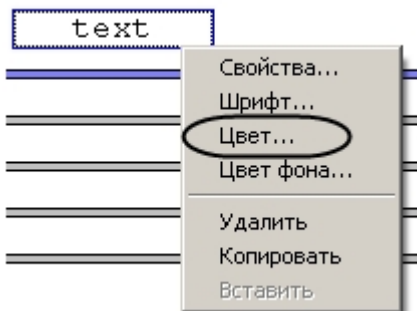 text
Свойства...
Шрифт...
Цвет...
Цвет фона...
Удалить
Копировать
Вставить